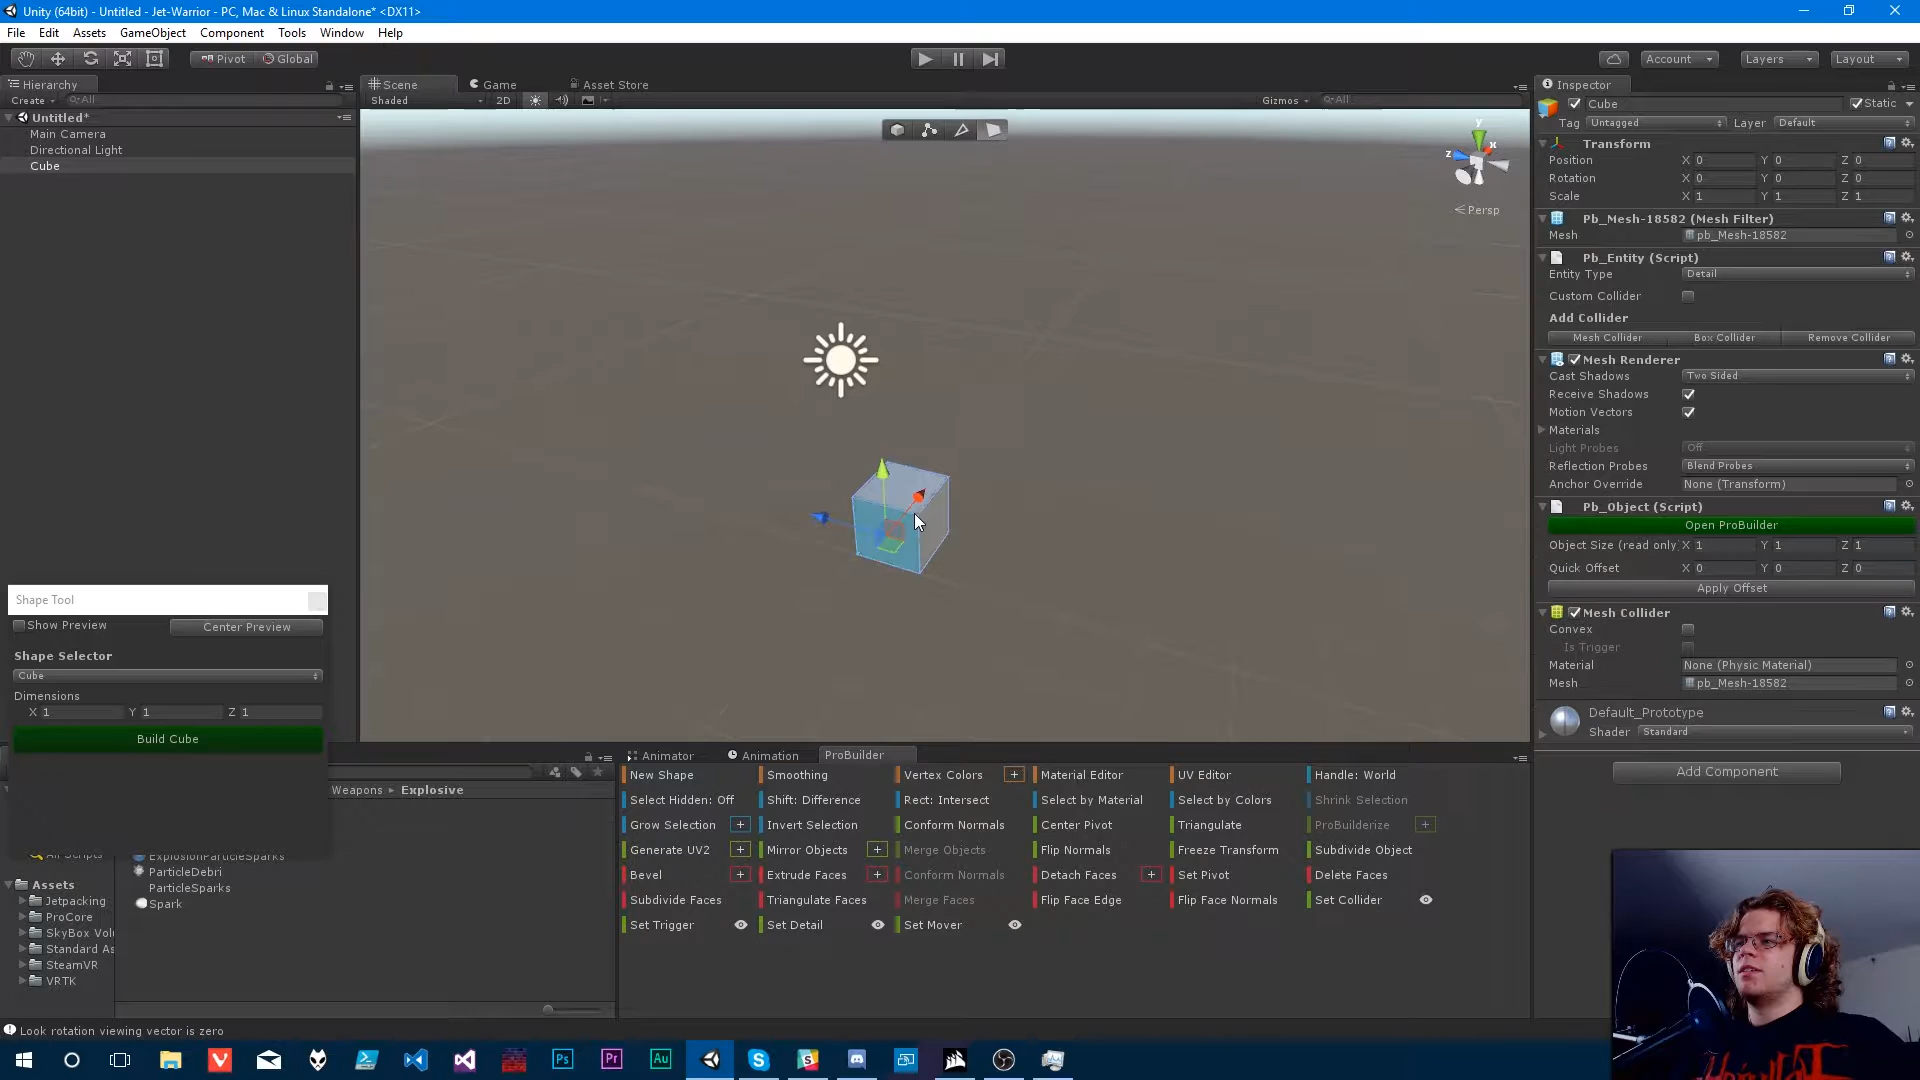 Unity (64bit) - Untitled - Jet-Warrior - PC, Mac & Linux Standalone* <DX11>
File Edit Assets GameObject Component Tools Window Help
Pivot Global Account Layers Layout
Hierarchy Scene Game Asset Store Inspector
Create All Shaded 2D Gizmos All
Cube Static
Untitled*
Tag Untagged Layer Default
Main Camera
Directional Light
Cube
y
x
z
Persp
Transform
Position X 0 Y 0 Z 0
Rotation X 0 Y 0 Z 0
Scale X 1 Y 1 Z 1
Pb_Mesh-18582 (Mesh Filter)
Mesh pb_Mesh-18582
Pb_Entity (Script)
Entity Type Detail
Custom Collider
Add Collider
Mesh Collider Box Collider Remove Collider
Mesh Renderer
Cast Shadows Two Sided
Receive Shadows
Motion Vectors
Materials
Light Probes Off
Reflection Probes Blend Probes
Anchor Override None (Transform)
Pb_Object (Script)
Open ProBuilder
Object Size (read only) X 1 Y 1 Z 1
Quick Offset X 0 Y 0 Z 0
Apply Offset
Mesh Collider
Convex
Is Trigger
Material None (Physic Material)
Mesh pb_Mesh-18582
Default_Prototype
Shader Standard
Add Component
Shape Tool
Show Preview Center Preview
Shape Selector
Cube
Dimensions
X 1 Y 1 Z 1
Build Cube
Weapons Explosive
ExplosionParticleSparks
ParticleDebri
ParticleSparks
Spark
All Scripts
Assets
Jetpacking
ProCore
SkyBox Vol
Standard As
SteamVR
VRTK
Animator Animation ProBuilder
New Shape Smoothing Vertex Colors + Material Editor UV Editor Handle: World
Select Hidden: Off Shift: Difference Rect: Intersect Select by Material Select by Colors Shrink Selection
Grow Selection + Invert Selection Conform Normals Center Pivot Triangulate ProBuilderize +
Generate UV2 + Mirror Objects + Merge Objects Flip Normals Freeze Transform Subdivide Object
Bevel + Extrude Faces + Conform Normals Detach Faces + Set Pivot Delete Faces
Subdivide Faces Triangulate Faces Merge Faces Flip Face Edge Flip Face Normals Set Collider
Set Trigger Set Detail Set Mover
Look rotation viewing vector is zero
Ps Pr Au